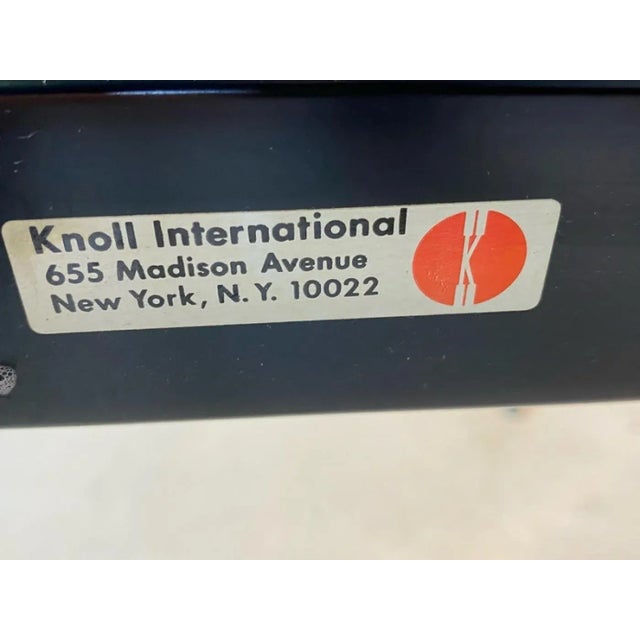 Knoll International
655 Madison Avenue
New York, N.Y. 10022
K